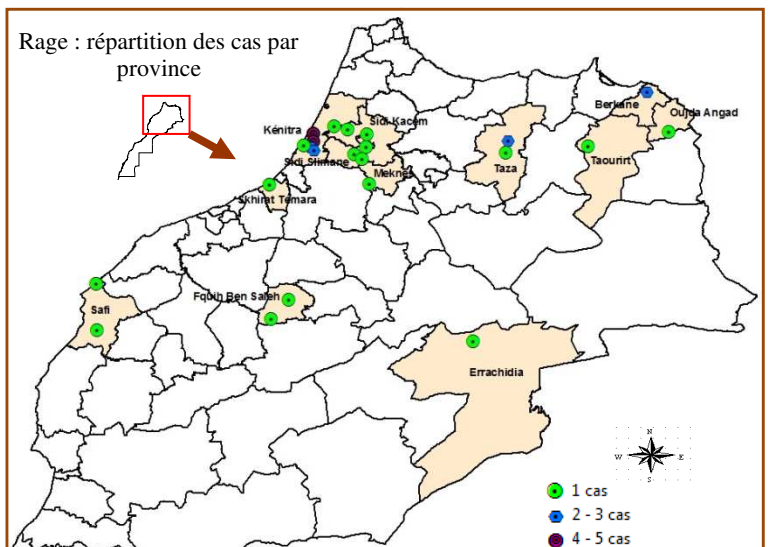 Rage : répartition des cas par
province
Berkane
Oujda Angad
Kénitra
Sidi Kacem
Sidi Slimane
Meknès
Taza
Taourirt
Skhirat Témara
Fquih Ben Saleh
Safi
Errachidia
N
W E
S
1 cas
2 - 3 cas
4 - 5 cas